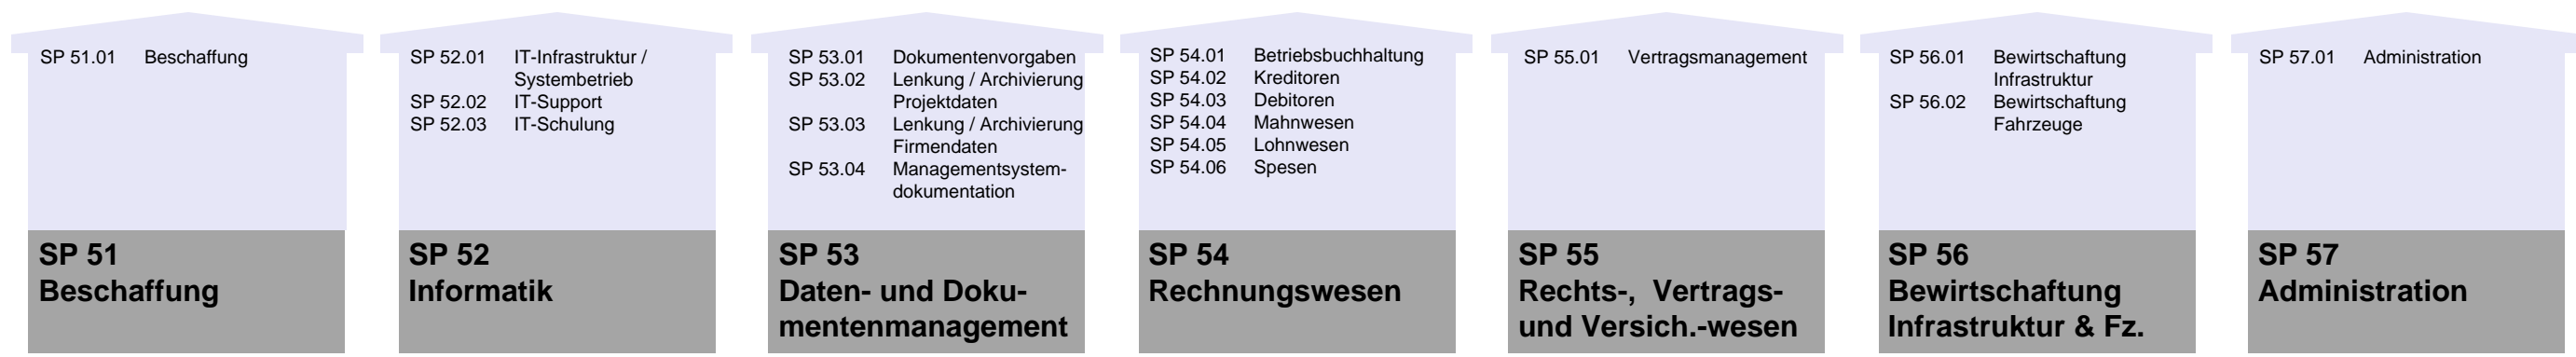 SP 51.01 Beschaffung
SP 51
Beschaffung
SP 52.01 IT-Infrastruktur /
Systembetrieb
SP 52.02 IT-Support
SP 52.03 IT-Schulung
SP 52
Informatik
SP 53.01 Dokumentenvorgaben
SP 53.02 Lenkung / Archivierung
Projektdaten
SP 53.03 Lenkung / Archivierung
Firmendaten
SP 53.04 Managementsystem-
dokumentation
SP 53
Daten- und Doku-
mentenmanagement
SP 54.01 Betriebsbuchhaltung
SP 54.02 Kreditoren
SP 54.03 Debitoren
SP 54.04 Mahnwesen
SP 54.05 Lohnwesen
SP 54.06 Spesen
SP 54
Rechnungswesen
SP 55.01 Vertragsmanagement
SP 55
Rechts-, Vertrags-
und Versich.-wesen
SP 56.01 Bewirtschaftung
Infrastruktur
SP 56.02 Bewirtschaftung
Fahrzeuge
SP 56
Bewirtschaftung
Infrastruktur & Fz.
SP 57.01 Administration
SP 57
Administration